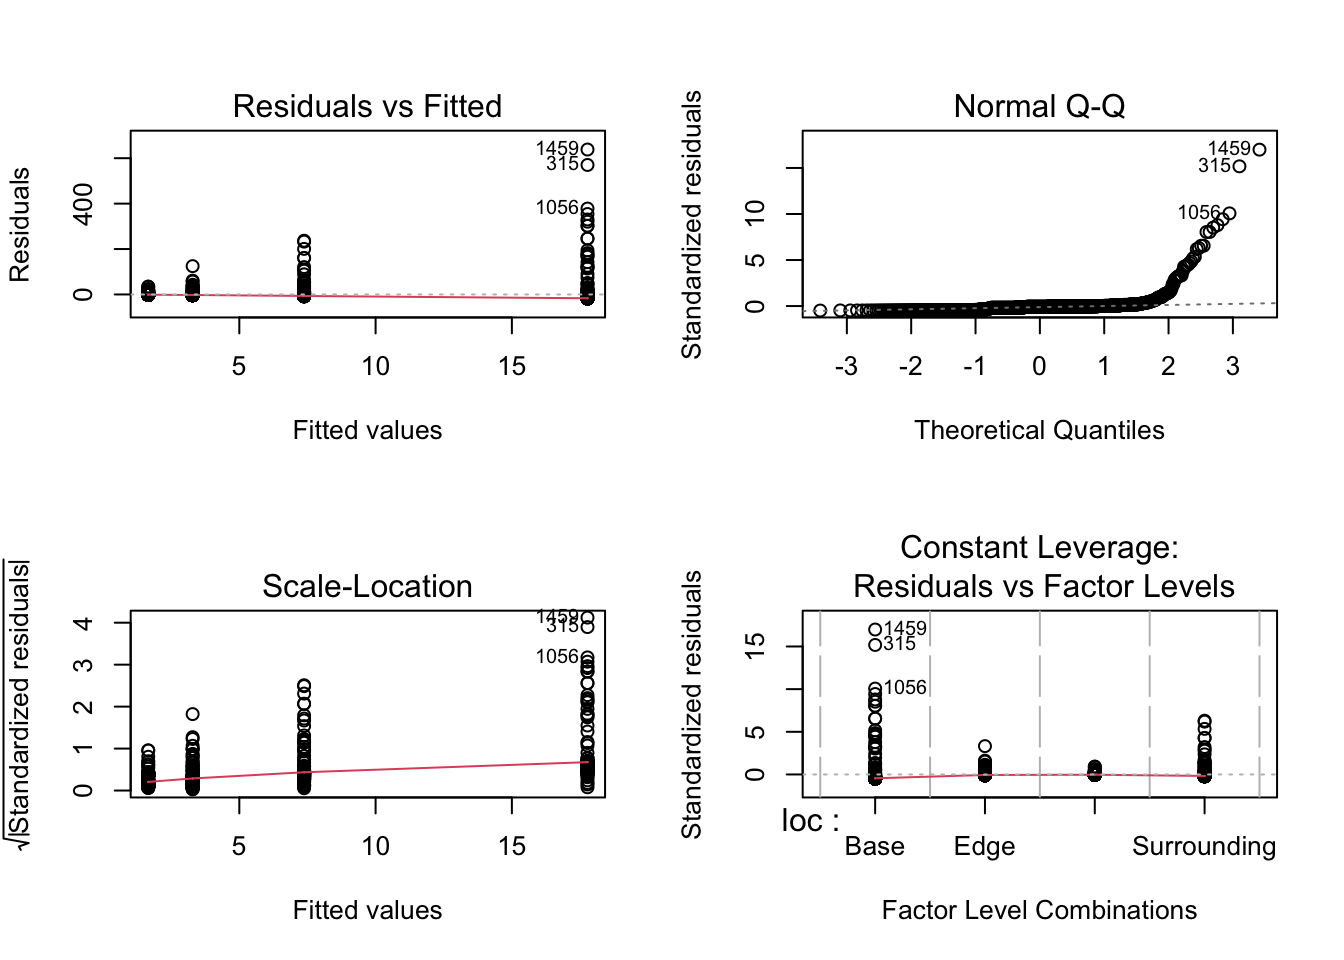 Residuals vs Fitted
Residuals
400
0
1459
315
1056
5 10 15
Fitted values
Normal Q-Q
Standardized residuals
10
5
0
1459
315
1056
-3 -2 -1 0 1 2 3
Theoretical Quantiles
Scale-Location
√|Standardized residuals|
4
3
2
1
0
1459
315
1056
5 10 15
Fitted values
Constant Leverage:
Residuals vs Factor Levels
Standardized residuals
15
5
0
1459
315
1056
loc :
Base Edge Surrounding
Factor Level Combinations